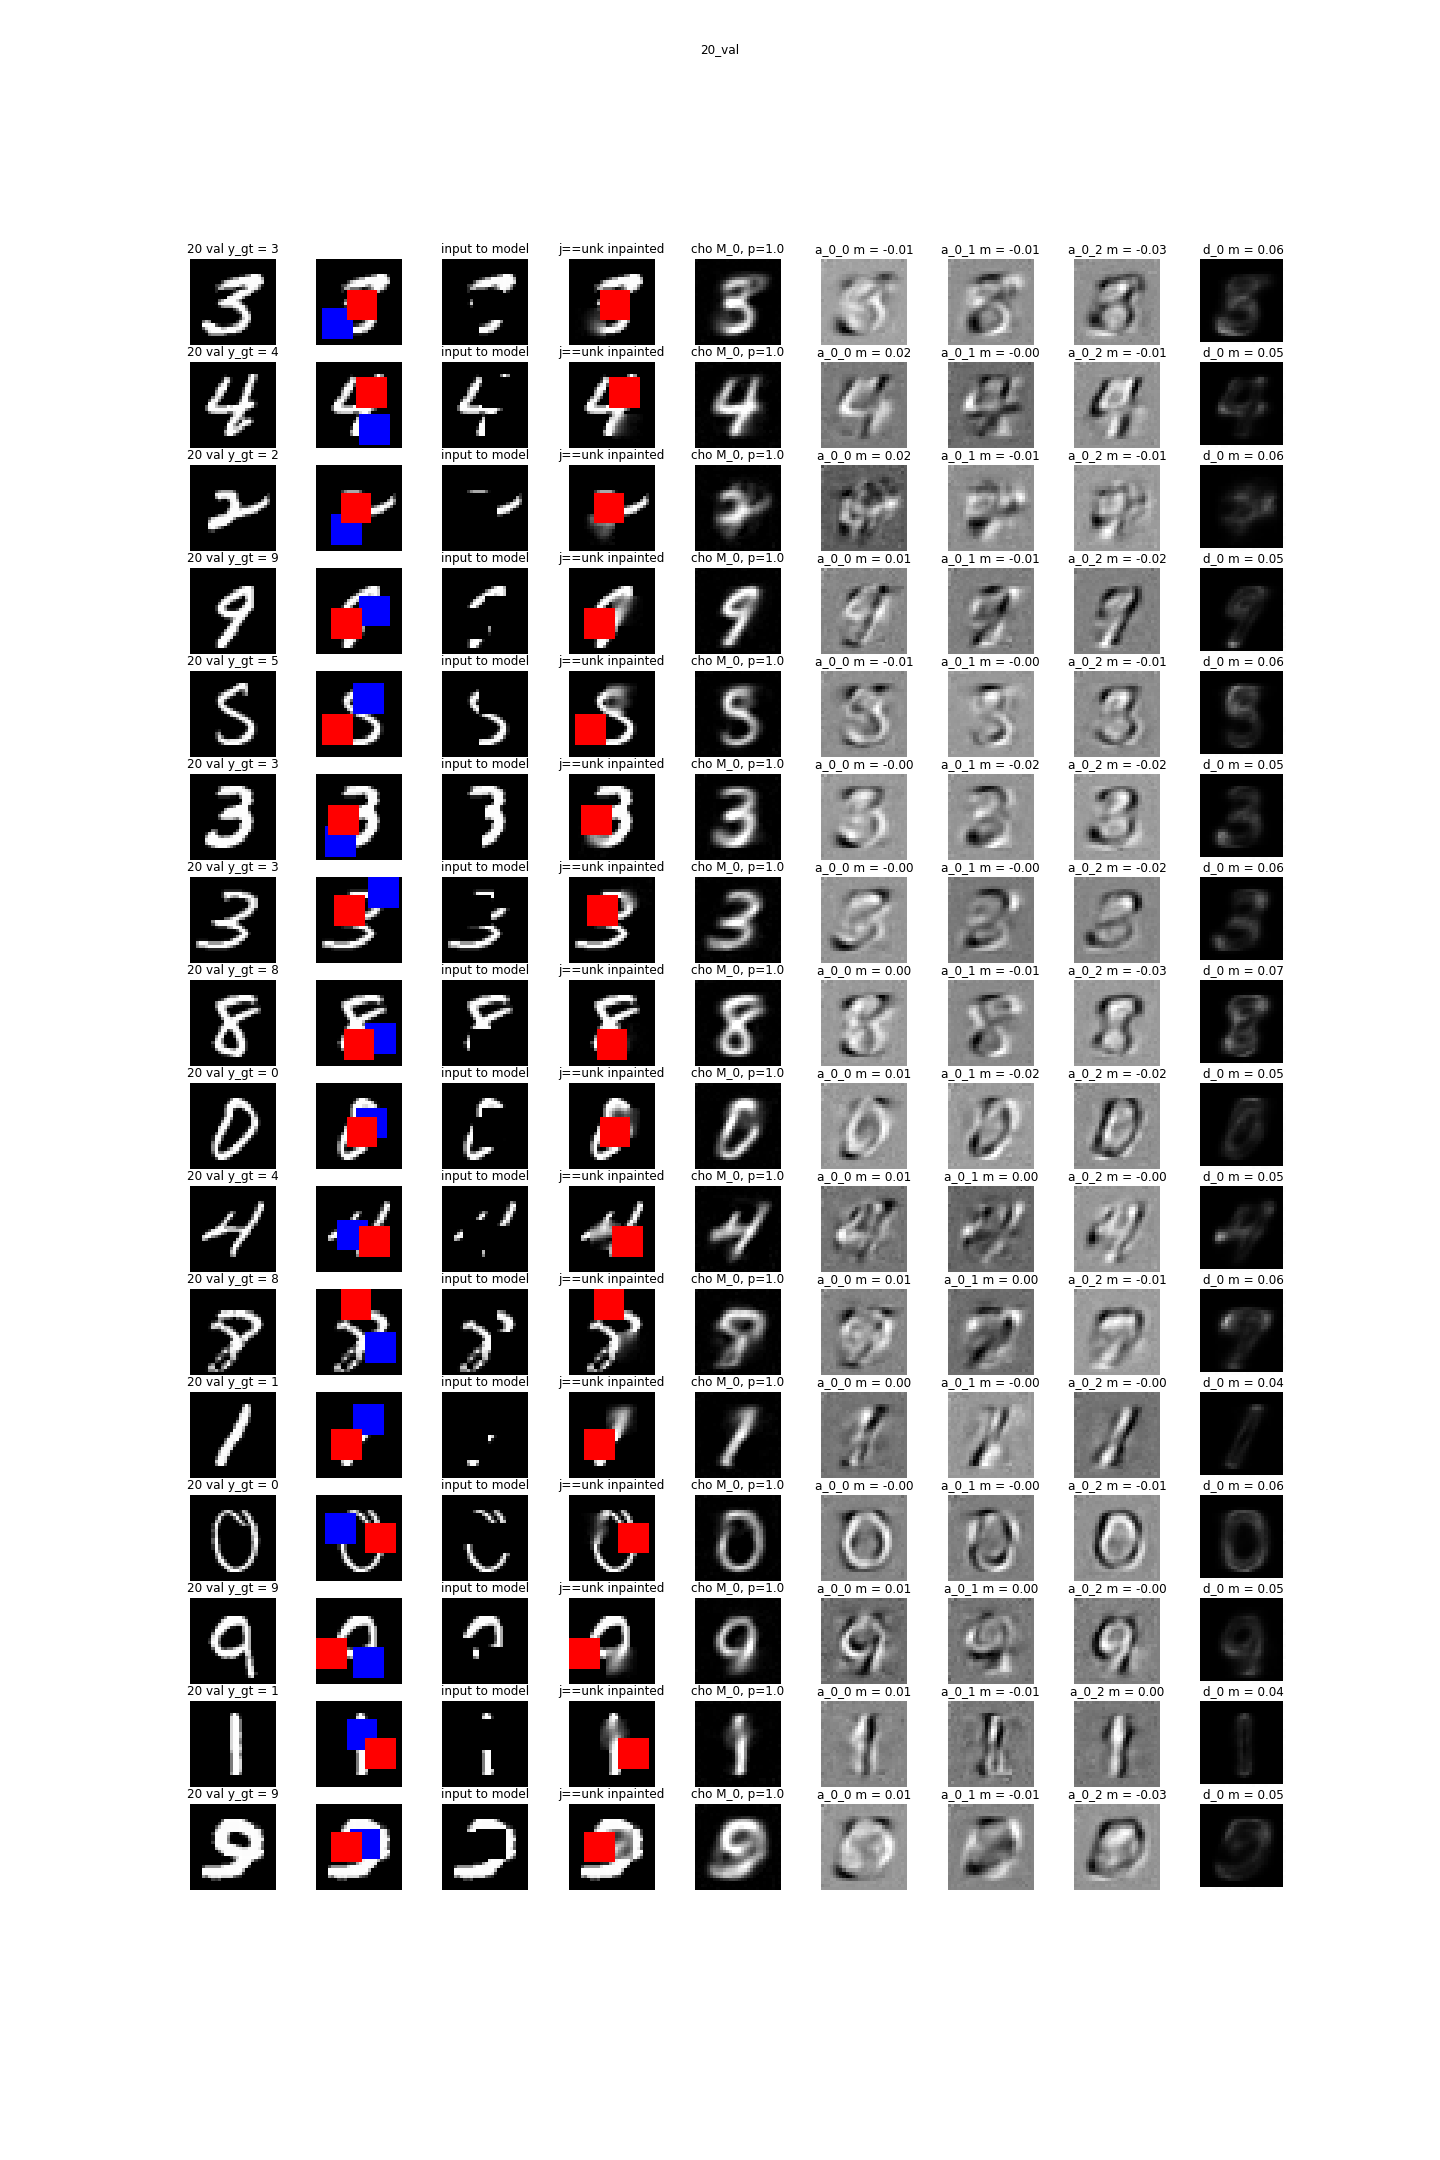 20_val
20 val y_gt = 3 input to model j==unk inpainted cho M_0, p=1.0 a_0_0 m = -0.01 a_0_1 m = -0.01 a_0_2 m = -0.03 d_0 m = 0.06
20 val y_gt = 4 input to model j==unk inpainted cho M_0, p=1.0 a_0_0 m = 0.02 a_0_1 m = -0.00 a_0_2 m = -0.01 d_0 m = 0.05
20 val y_gt = 2 input to model j==unk inpainted cho M_0, p=1.0 a_0_0 m = 0.02 a_0_1 m = -0.01 a_0_2 m = -0.01 d_0 m = 0.06
20 val y_gt = 9 input to model j==unk inpainted cho M_0, p=1.0 a_0_0 m = 0.01 a_0_1 m = -0.01 a_0_2 m = -0.02 d_0 m = 0.05
20 val y_gt = 5 input to model j==unk inpainted cho M_0, p=1.0 a_0_0 m = -0.01 a_0_1 m = -0.00 a_0_2 m = -0.01 d_0 m = 0.06
20 val y_gt = 3 input to model j==unk inpainted cho M_0, p=1.0 a_0_0 m = -0.00 a_0_1 m = -0.02 a_0_2 m = -0.02 d_0 m = 0.05
20 val y_gt = 3 input to model j==unk inpainted cho M_0, p=1.0 a_0_0 m = -0.00 a_0_1 m = -0.00 a_0_2 m = -0.02 d_0 m = 0.06
20 val y_gt = 8 input to model j==unk inpainted cho M_0, p=1.0 a_0_0 m = 0.00 a_0_1 m = -0.01 a_0_2 m = -0.03 d_0 m = 0.07
20 val y_gt = 0 input to model j==unk inpainted cho M_0, p=1.0 a_0_0 m = 0.01 a_0_1 m = -0.02 a_0_2 m = -0.02 d_0 m = 0.05
20 val y_gt = 4 input to model j==unk inpainted cho M_0, p=1.0 a_0_0 m = 0.01 a_0_1 m = 0.00 a_0_2 m = -0.00 d_0 m = 0.05
20 val y_gt = 8 input to model j==unk inpainted cho M_0, p=1.0 a_0_0 m = 0.01 a_0_1 m = 0.00 a_0_2 m = -0.01 d_0 m = 0.06
20 val y_gt = 1 input to model j==unk inpainted cho M_0, p=1.0 a_0_0 m = 0.00 a_0_1 m = -0.00 a_0_2 m = -0.00 d_0 m = 0.04
20 val y_gt = 0 input to model j==unk inpainted cho M_0, p=1.0 a_0_0 m = -0.00 a_0_1 m = -0.00 a_0_2 m = -0.01 d_0 m = 0.06
20 val y_gt = 9 input to model j==unk inpainted cho M_0, p=1.0 a_0_0 m = 0.01 a_0_1 m = 0.00 a_0_2 m = -0.00 d_0 m = 0.05
20 val y_gt = 1 input to model j==unk inpainted cho M_0, p=1.0 a_0_0 m = 0.01 a_0_1 m = -0.01 a_0_2 m = 0.00 d_0 m = 0.04
20 val y_gt = 9 input to model j==unk inpainted cho M_0, p=1.0 a_0_0 m = 0.01 a_0_1 m = -0.01 a_0_2 m = -0.03 d_0 m = 0.05